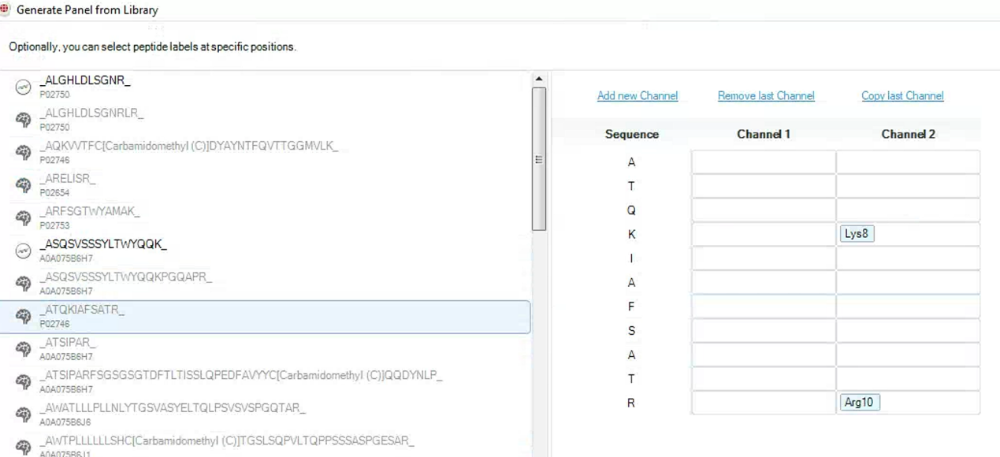 Generate Panel from Library
Optionally, you can select peptide labels at specific positions.
_ALGHLDLSGNR_
P02750
_ALGHLDLSGNRLR_
P02750
_AQKVVTFC[Carbamidomethyl (C)]DYAYNTFQVTTGGMVLK_
P02746
_ARELISR_
P02654
_ARFSGTWYAMAK_
P02753
_ASQSVSSSYLTWYQQK_
A0A075B6H7
_ASQSVSSSYLTWYQQKPGQAPR_
A0A075B6H7
_ATQKIAFSATR_
P02746
_ATSIPAR_
A0A075B6H7
_ATSIPARFSGSGSGTDFTLTISSLQPEDFAVYYC[Carbamidomethyl (C)]QQDYNLP_
A0A075B6H7
_AWATLLLPLLNLYTGSVASYELTQLPSVSVSPGQTAR_
A0A075B6J6
_AWTPLLLLLLSHC[Carbamidomethyl (C)]TGSLSQPVLTQPPSSSASPGESAR_
A0A075B6J1
Add new Channel Remove last Channel Copy last Channel
Sequence Channel 1 Channel 2
A
T
Q
K Lys8
I
A
F
S
A
T
R Arg10